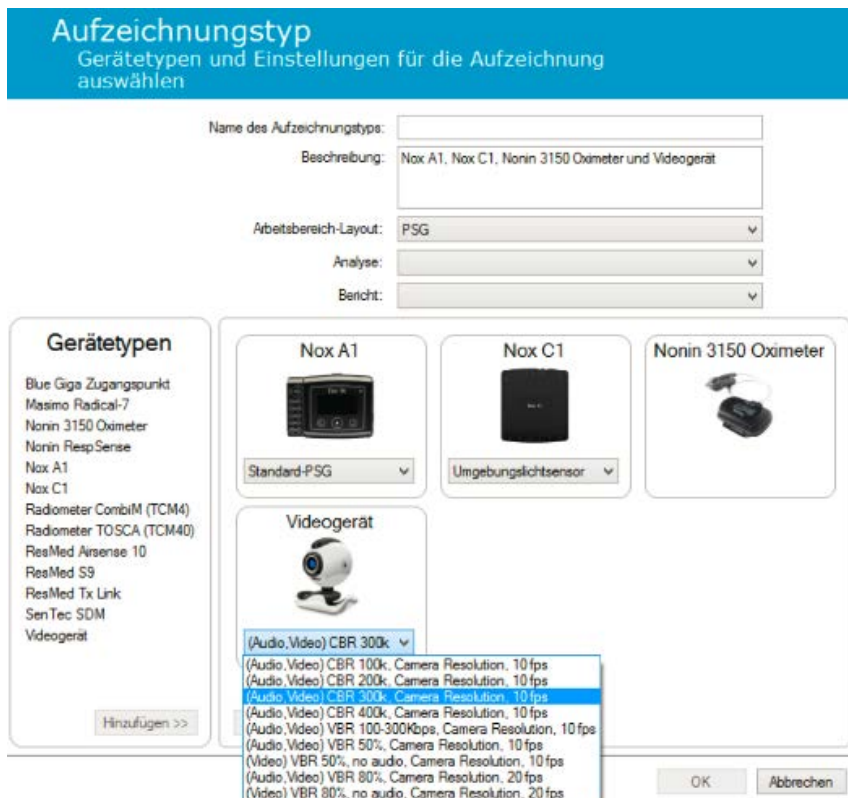 Aufzeichnungstyp
Gerätetypen und Einstellungen für die Aufzeichnung
auswählen
Name des Aufzeichnungstyps:
Beschreibung:
Nox A1, Nox C1, Nonin 3150 Oximeter und Videogerät
Arbeitsbereich-Layout:
PSG
Analyse:
Bericht:
Gerätetypen
Blue Giga Zugangspunkt
Masimo Radical-7
Nonin 3150 Oximeter
Nonin RespSense
Nox A1
Nox C1
Radiometer CombiM (TCM4)
Radiometer TOSCA (TCM40)
ResMed Airsense 10
ResMed S9
ResMed Tx Link
SenTec SDM
Videogerät
Hinzufügen >>
Nox A1
Standard-PSG
Nox C1
Umgebungslichtsensor
Nonin 3150 Oximeter
Videogerät
(Audio,Video) CBR 300k
(Audio,Video) CBR 100k, Camera Resolution, 10 fps
(Audio,Video) CBR 200k, Camera Resolution, 10 fps
(Audio,Video) CBR 300k, Camera Resolution, 10 fps
(Audio,Video) CBR 400k, Camera Resolution, 10 fps
(Audio,Video) VBR 100-300Kbps, Camera Resolution, 10 fps
(Audio,Video) VBR 50%, Camera Resolution, 10 fps
(Video) VBR 50%, no audio, Camera Resolution, 10 fps
(Audio,Video) VBR 80%, Camera Resolution, 20 fps
(Video) VBR 80%, no audio, Camera Resolution, 20 fps
OK
Abbrechen